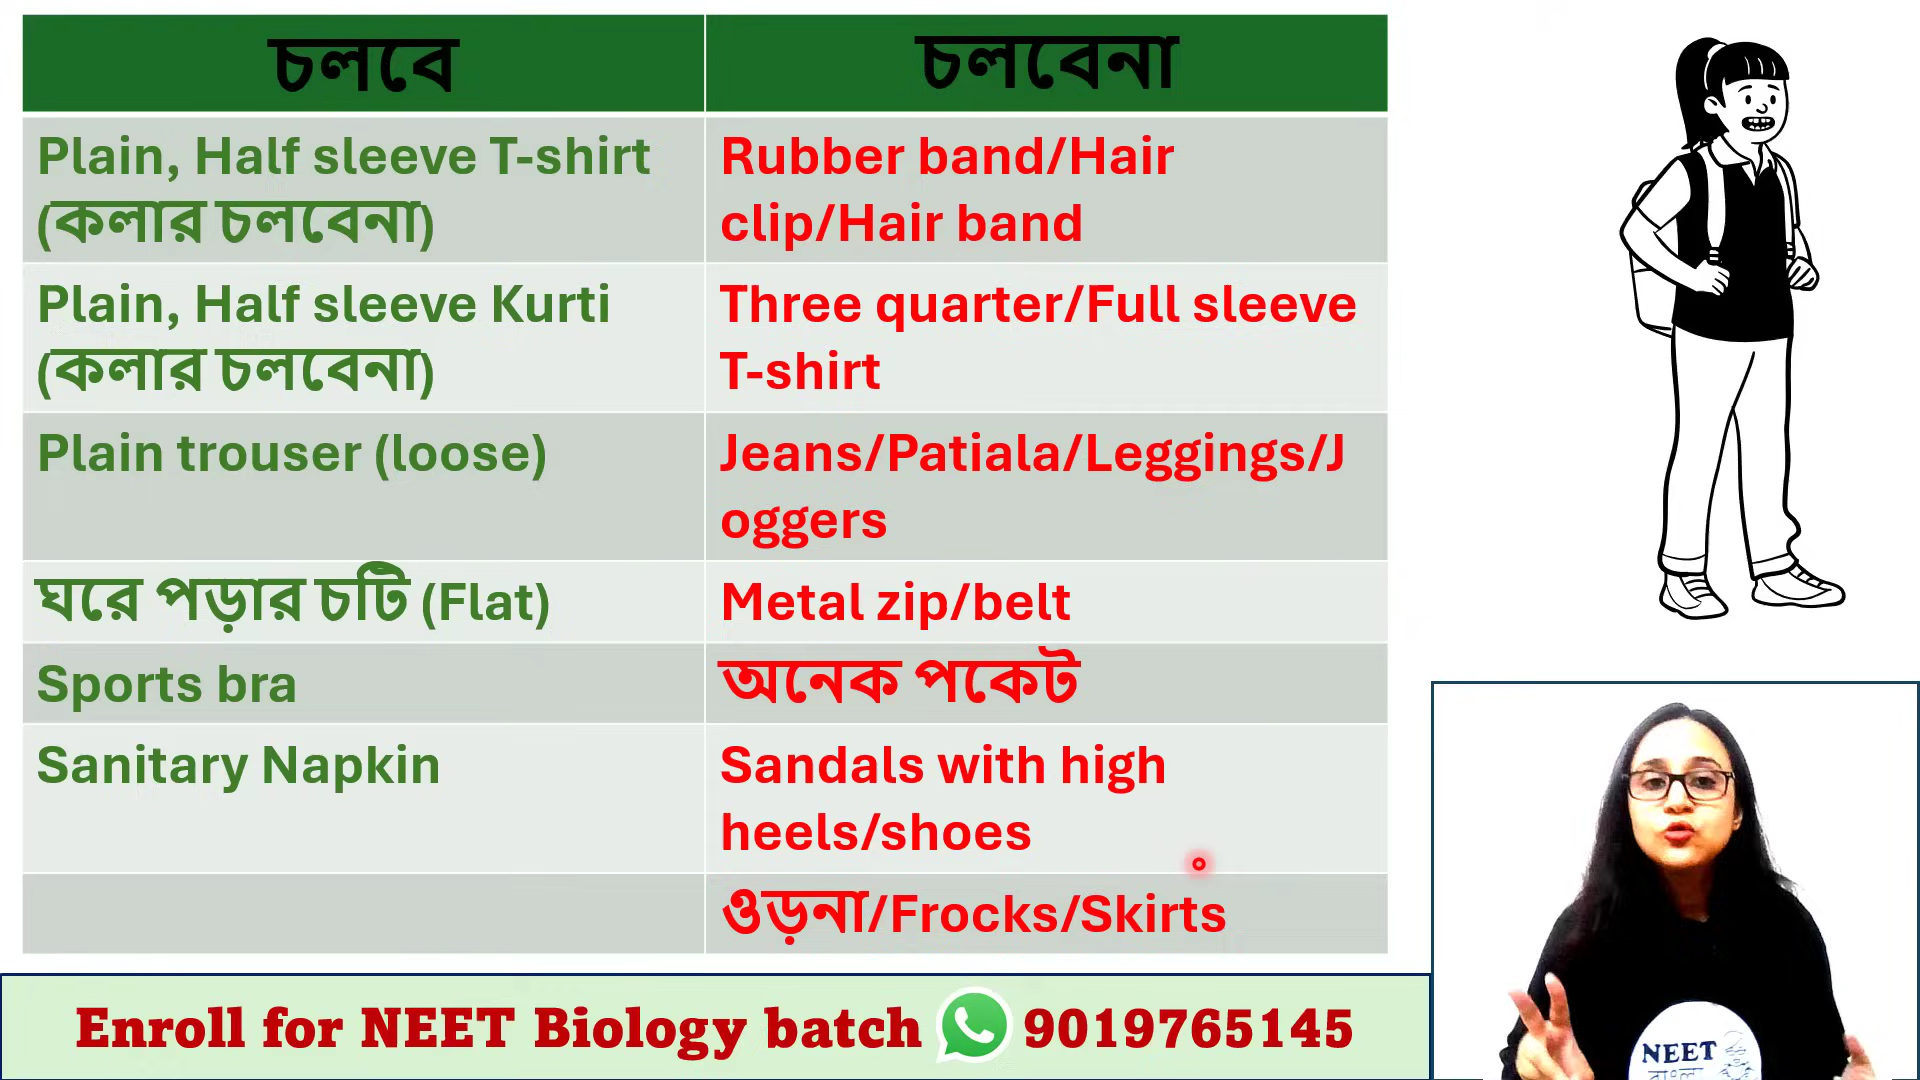 চলবে
চলবেনা
Plain, Half sleeve T-shirt
(কলার চলবেনা)
Rubber band/Hair
clip/Hair band
Plain, Half sleeve Kurti
(কলার চলবেনা)
Three quarter/Full sleeve
T-shirt
Plain trouser (loose)
Jeans/Patiala/Leggings/J
oggers
ঘরে পড়ার চটি (Flat)
Metal zip/belt
Sports bra
অনেক পকেট
Sanitary Napkin
Sandals with high
heels/shoes
ওড়না/Frocks/Skirts
Enroll for NEET Biology batch 9019765145
NEET
বাংলা